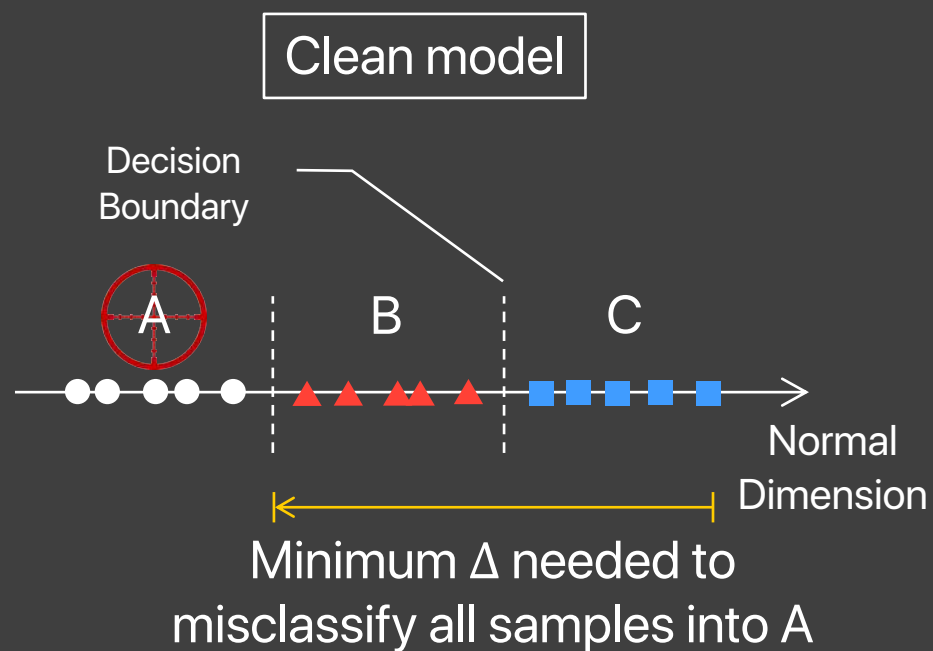 Clean model
Decision
Boundary
A
B
C
Normal
Dimension
Minimum Δ needed to
misclassify all samples into A